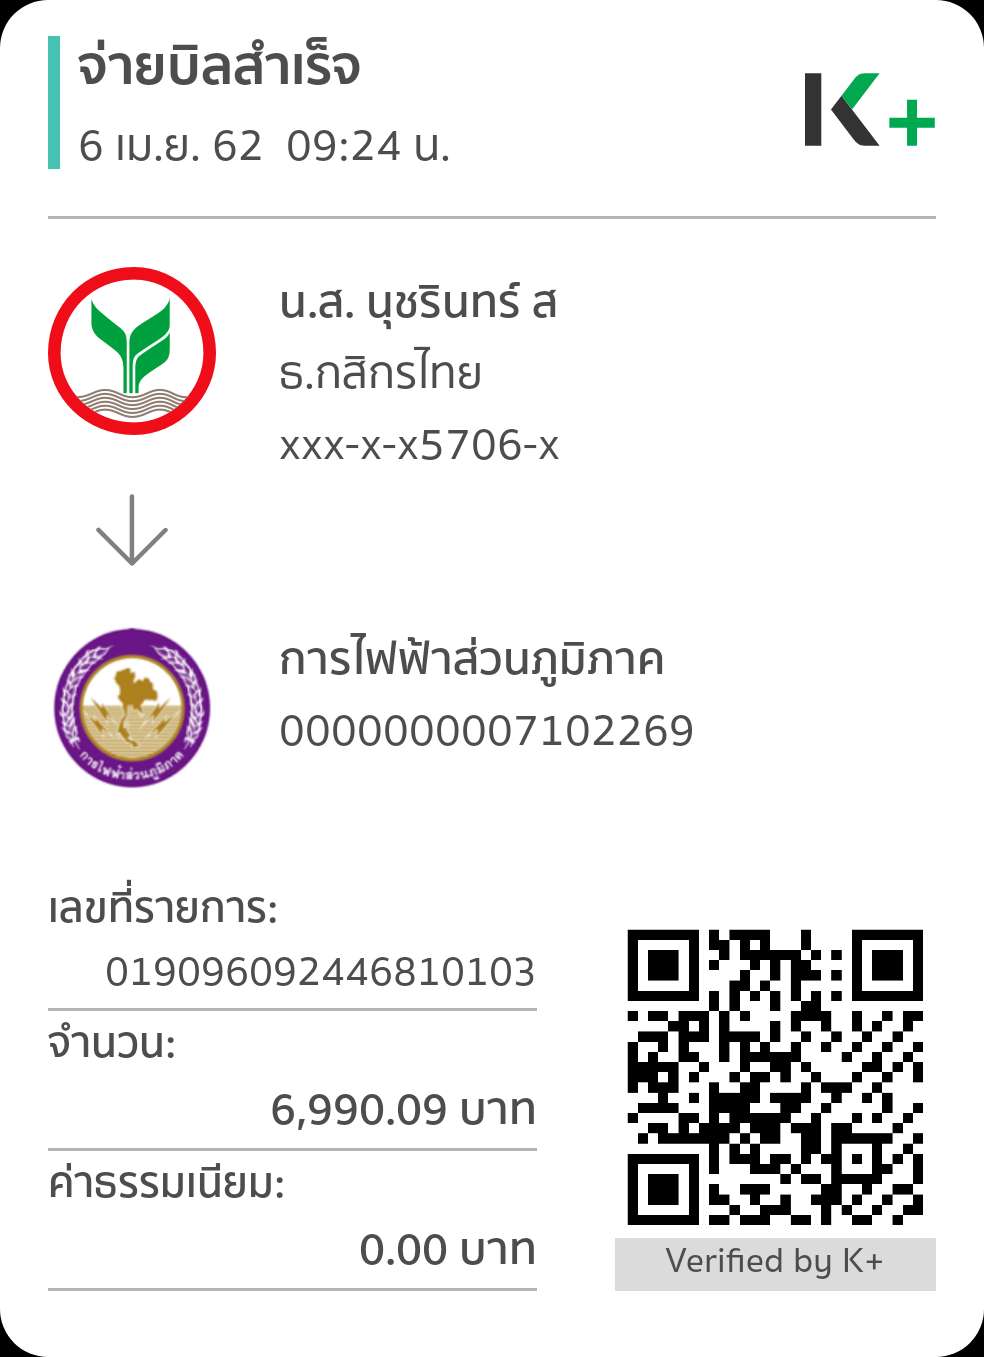 จ่ายบิลสำเร็จ
6 เม.ย. 62 09:24 น.
K+
น.ส. นุชรินทร์ ส
ธ.กสิกรไทย
xxx-x-x5706-x
การไฟฟ้าส่วนภูมิภาค
0000000007102269
การไฟฟ้าส่วนภูมิภาค
เลขที่รายการ:
019096092446810103
จำนวน:
6,990.09 บาท
ค่าธรรมเนียม:
0.00 บาท
Verified by K+